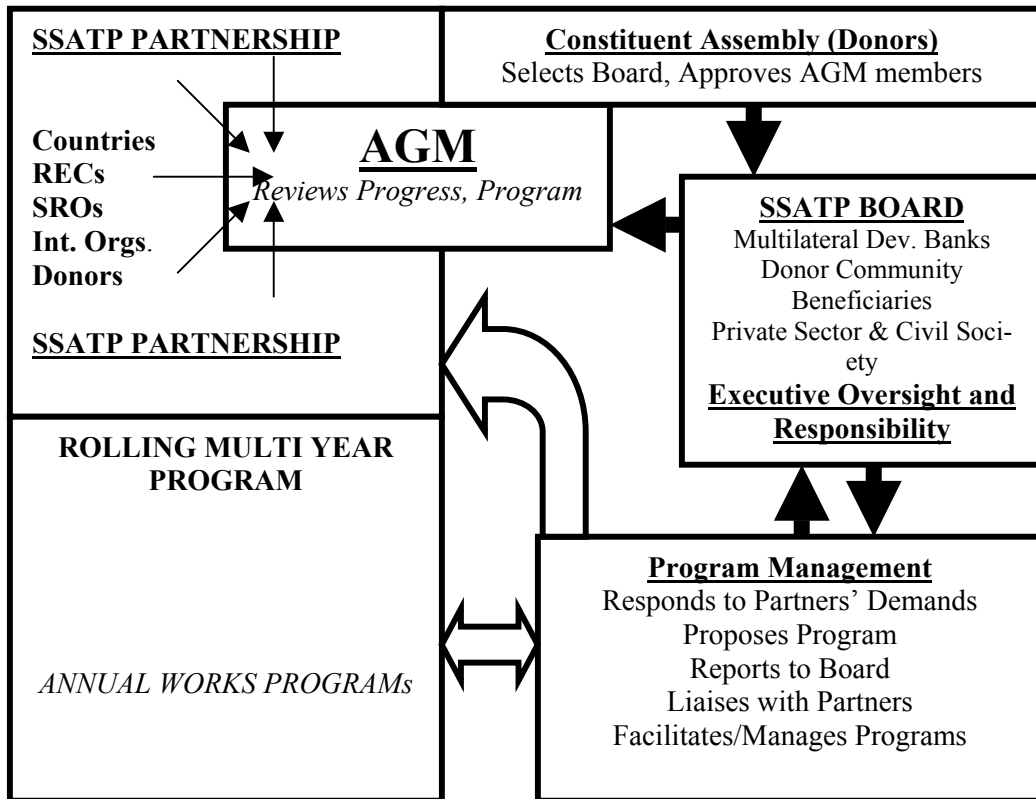 SSATP PARTNERSHIP
Countries
RECs
SROs
Int. Orgs.
Donors
SSATP PARTNERSHIP
Constituent Assembly (Donors)
Selects Board, Approves AGM members
AGM
Reviews Progress, Program
SSATP BOARD
Multilateral Dev. Banks
Donor Community
Beneficiaries
Private Sector & Civil Soci-
ety
Executive Oversight and
Responsibility
ROLLING MULTI YEAR
PROGRAM
ANNUAL WORKS PROGRAMs
Program Management
Responds to Partners’ Demands
Proposes Program
Reports to Board
Liaises with Partners
Facilitates/Manages Programs